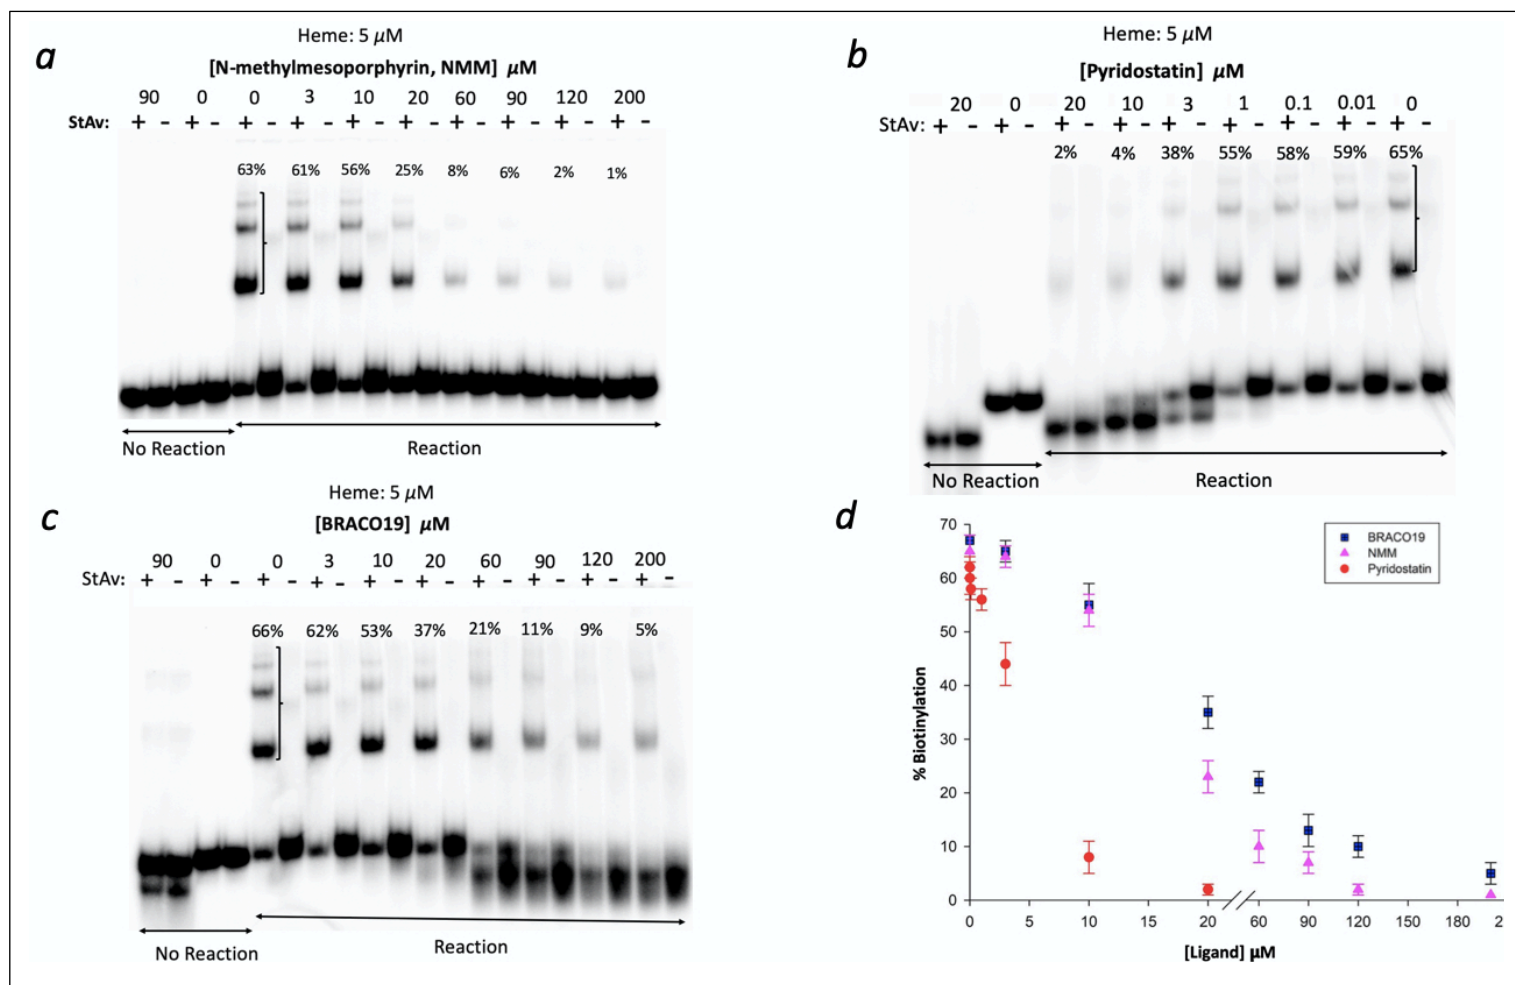 a
Heme: 5 μM
[N-methylmesoporphyrin, NMM] μM
90 0 0 3 10 20 60 90 120 200
StAv: + - + - + - + - + - + - + - + - + - + -
63% 61% 56% 25% 8% 6% 2% 1%
No Reaction Reaction
b
Heme: 5 μM
[Pyridostatin] μM
20 0 20 10 3 1 0.1 0.01 0
StAv: + - + - + - + - + - + - + - + - + -
2% 4% 38% 55% 58% 59% 65%
No Reaction Reaction
c
Heme: 5 μM
[BRACO19] μM
90 0 0 3 10 20 60 90 120 200
StAv: + - + - + - + - + - + - + - + - + - + -
66% 62% 53% 37% 21% 11% 9% 5%
No Reaction Reaction
d
70
60
50
40
30
20
10
0
% Biotinylation
BRACO19
NMM
Pyridostatin
0 5 10 15 20 60 90 120 150 180 2
[Ligand] μM